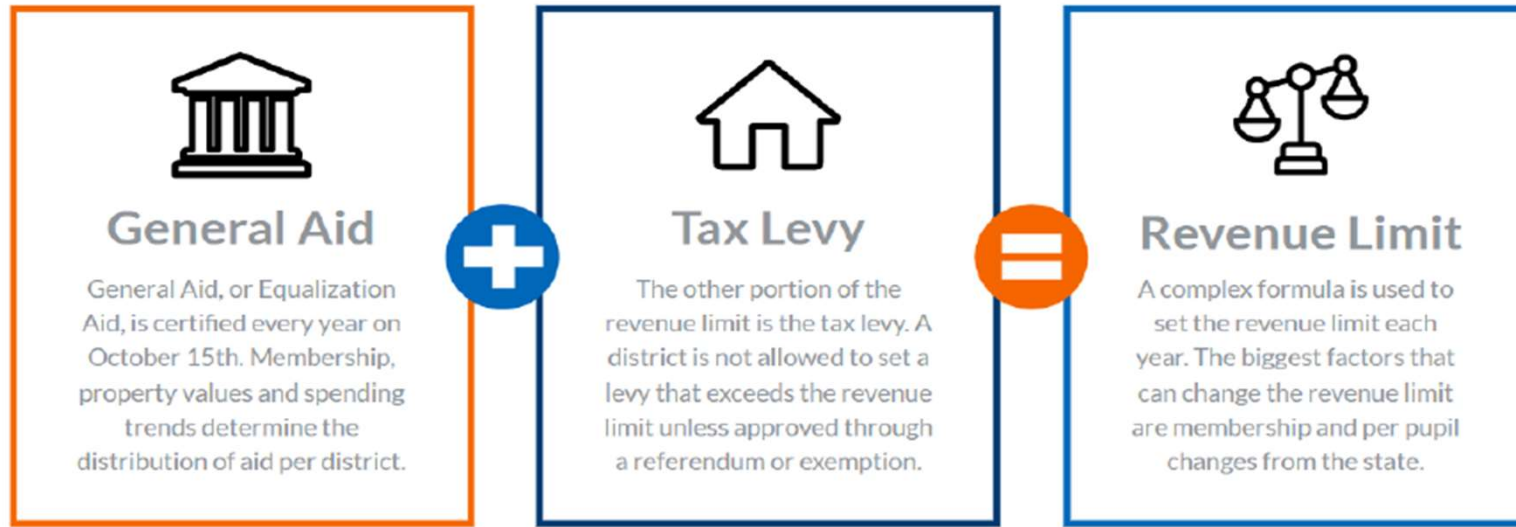 General Aid
General Aid, or Equalization
Aid, is certified every year on
October 15th. Membership,
property values and spending
trends determine the
distribution of aid per district.
Tax Levy
The other portion of the
revenue limit is the tax levy. A
district is not allowed to set a
levy that exceeds the revenue
limit unless approved through
a referendum or exemption.
Revenue Limit
A complex formula is used to
set the revenue limit each
year. The biggest factors that
can change the revenue limit
are membership and per pupil
changes from the state.